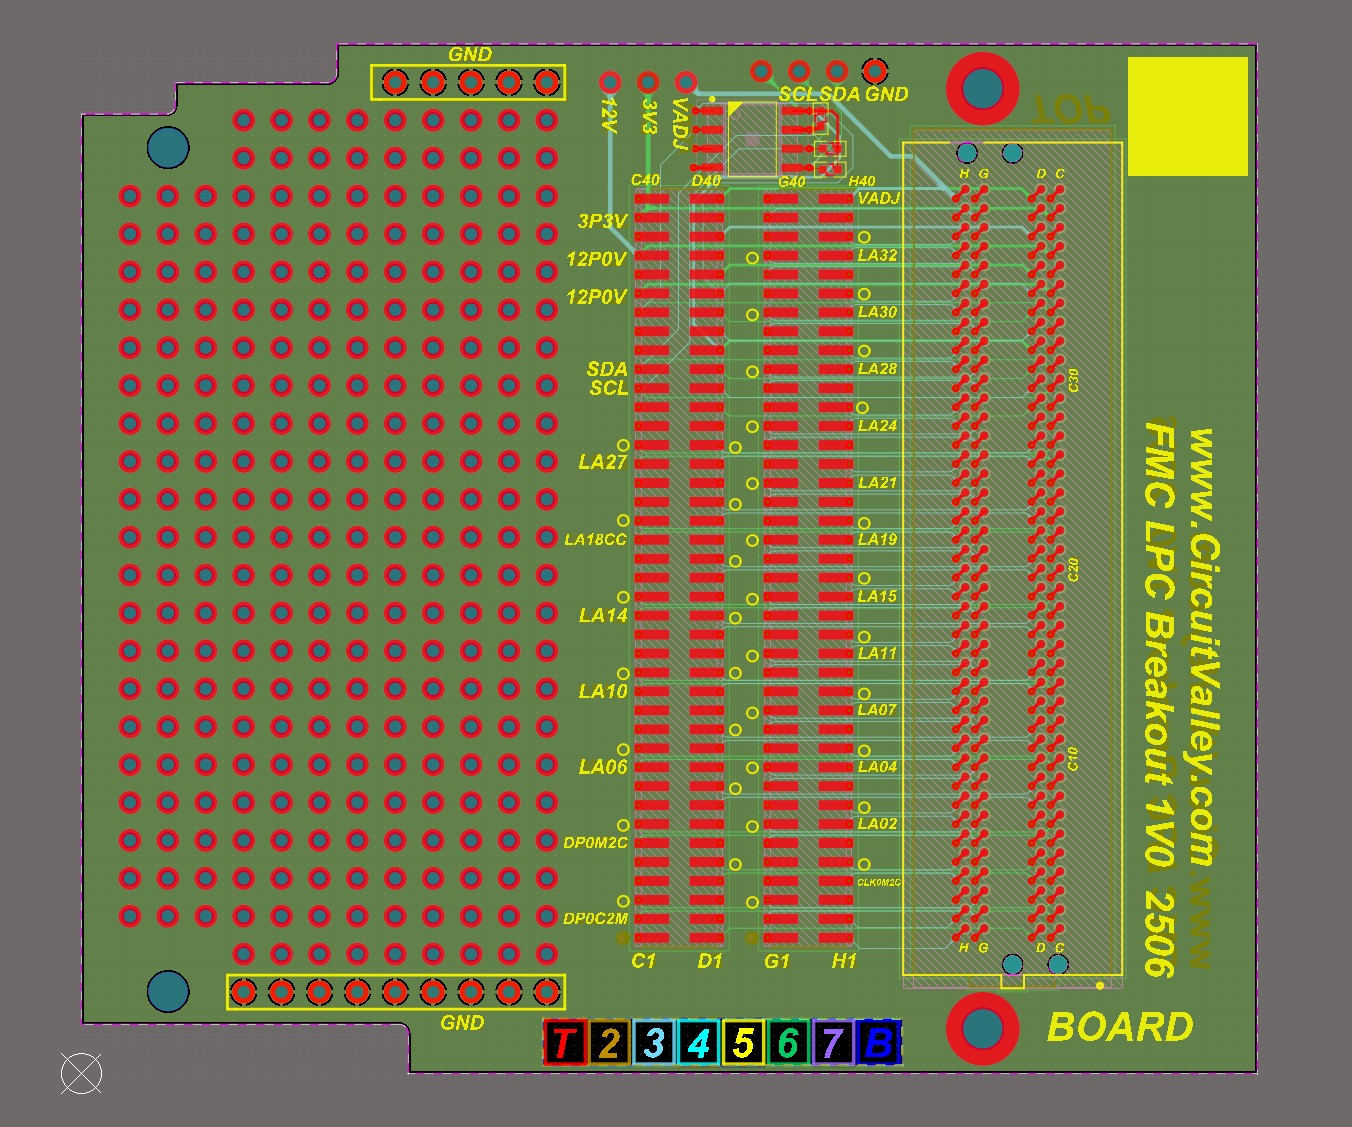 GND
SCL SDA GND
12V
3V3
VADJ
TOP
C40 D40 G40 H40
H G D C
VADJ
3P3V
LA32
12P0V
12P0V
LA30
SDA
LA28
SCL
C30
LA24
LA27
LA21
LA18CC
LA19
C20
LA15
LA14
LA11
LA10
LA07
C10
LA06
LA04
LA02
DP0M2C
CLK0M2C
DP0C2M
H G D C
C1 D1 G1 H1
www.CircuitValley.com
FMC LPC Breakout 1V0 2506
GND
BOARD
T 2 3 4 5 6 7 B